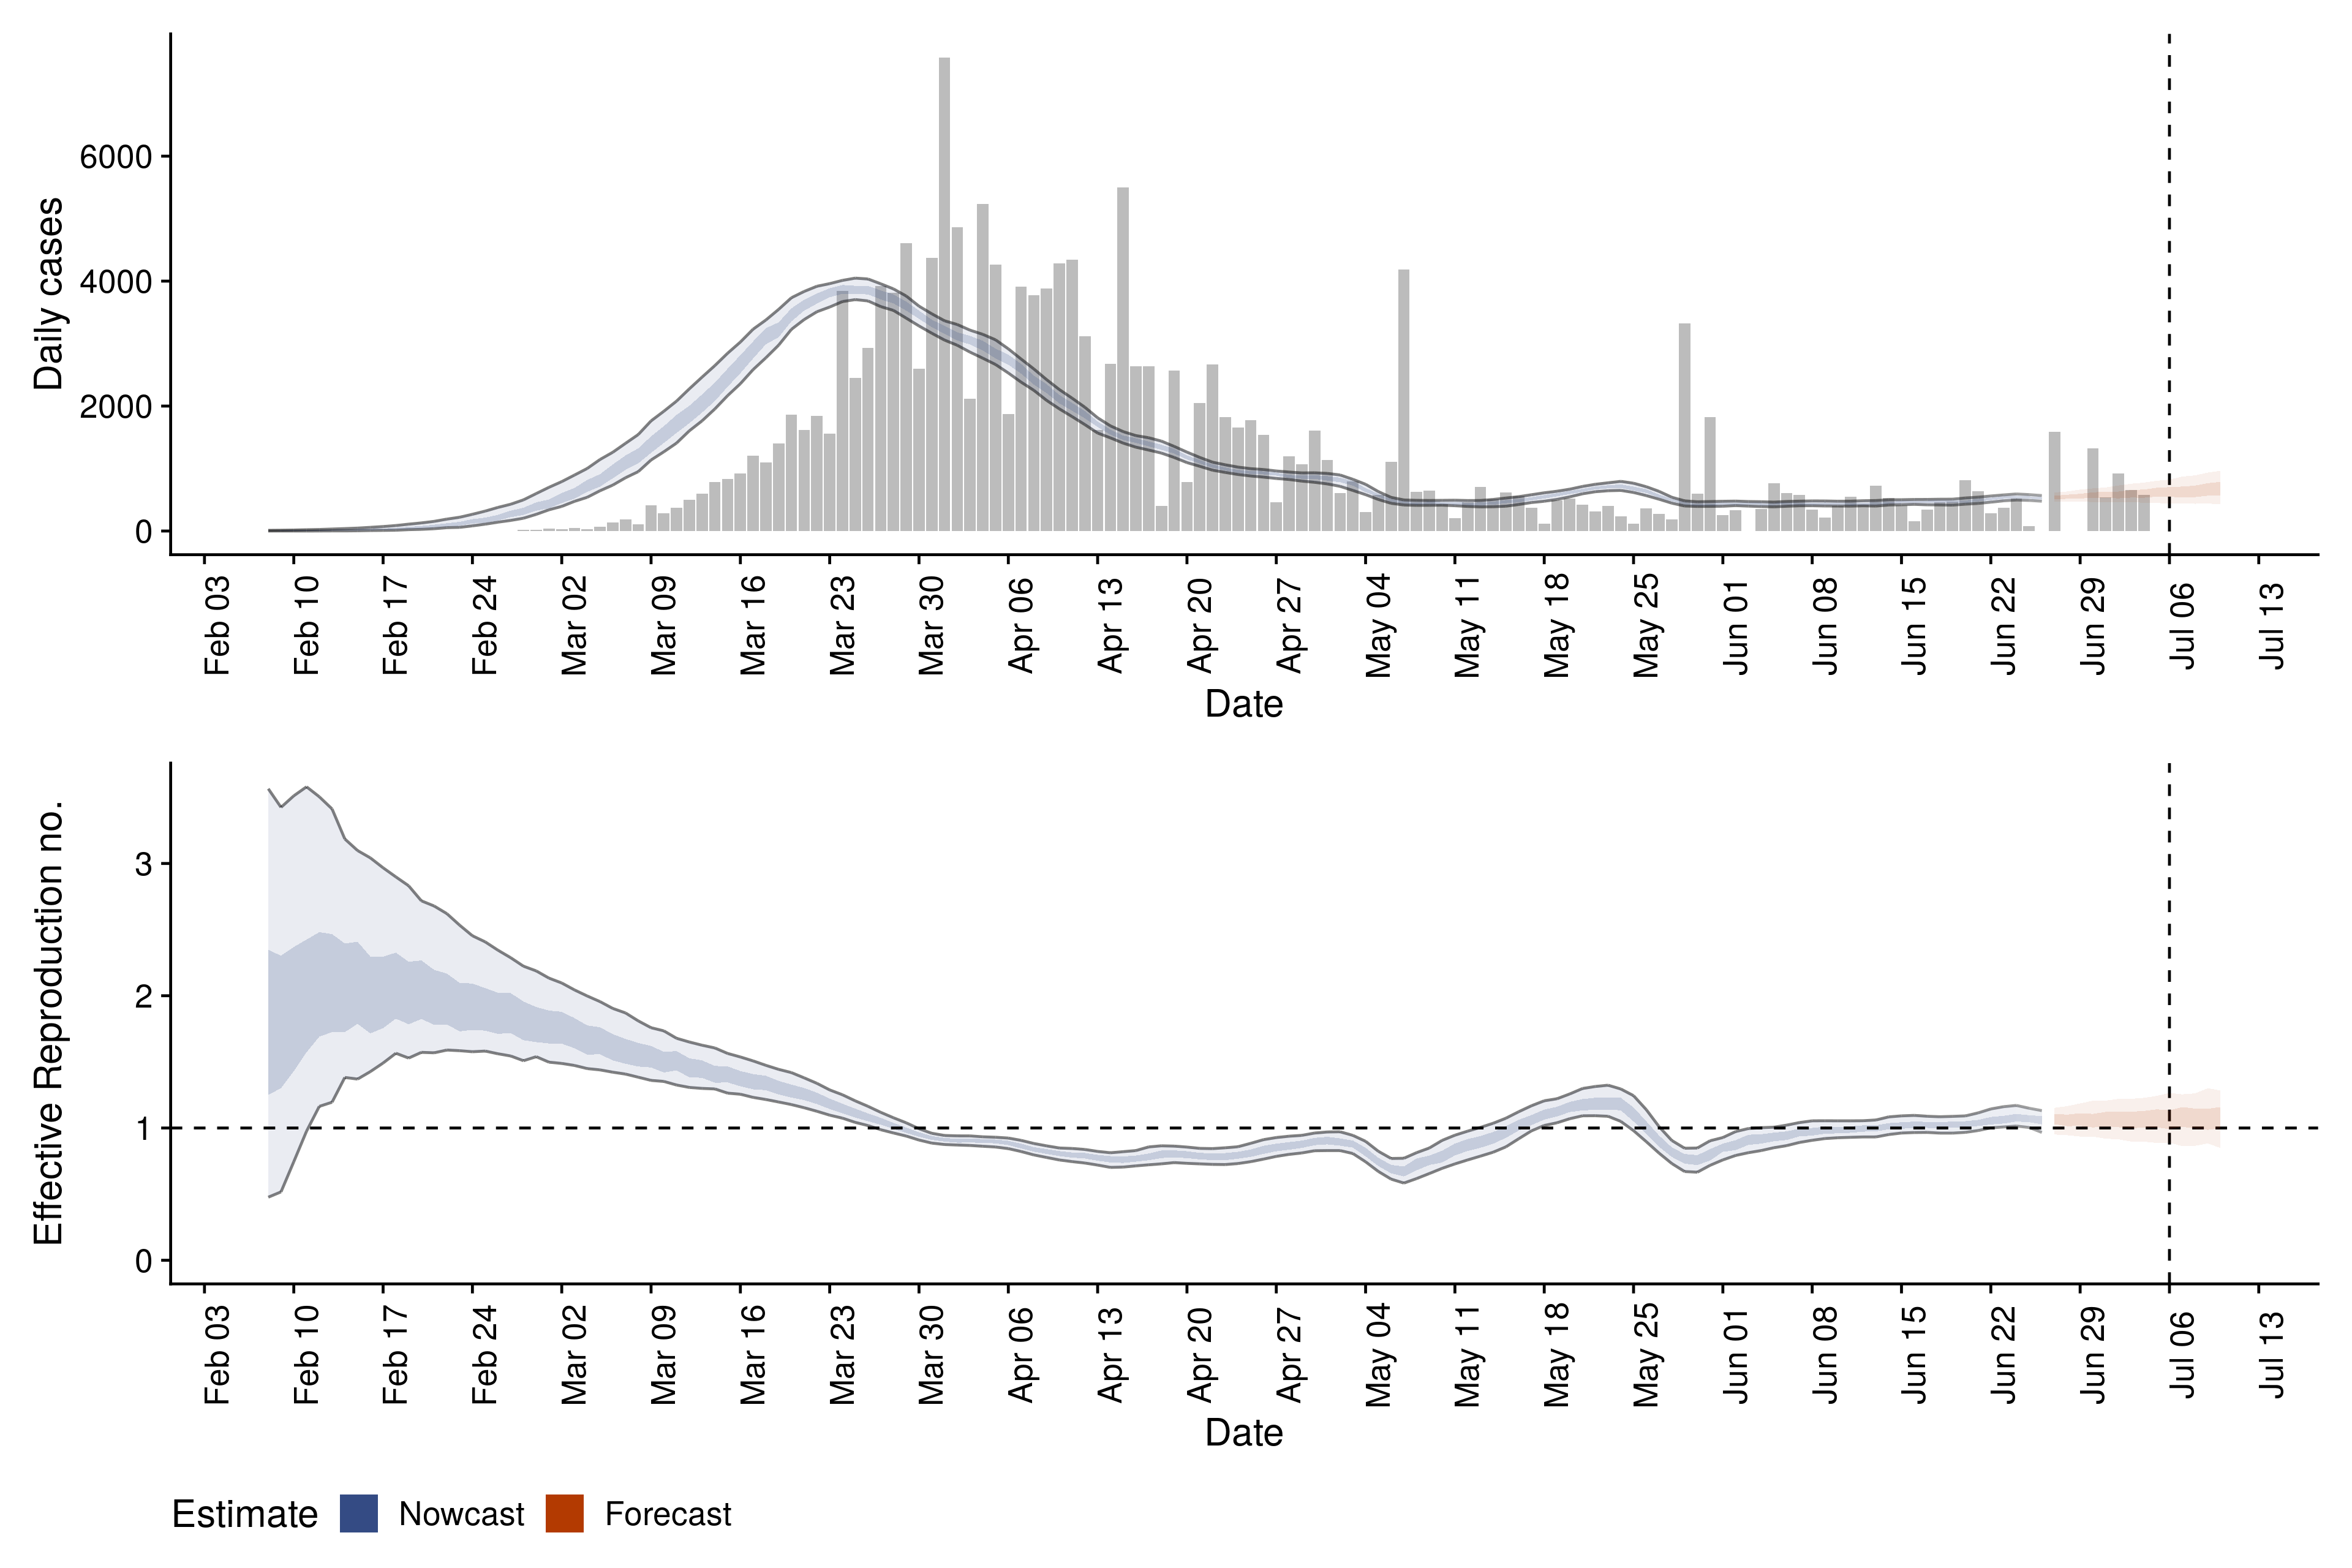 Daily cases
6000
4000
2000
0
Feb 03 Feb 10 Feb 17 Feb 24 Mar 02 Mar 09 Mar 16 Mar 23 Mar 30 Apr 06 Apr 13 Apr 20 Apr 27 May 04 May 11 May 18 May 25 Jun 01 Jun 08 Jun 15 Jun 22 Jun 29 Jul 06 Jul 13
Date
Effective Reproduction no.
3
2
1
0
Feb 03 Feb 10 Feb 17 Feb 24 Mar 02 Mar 09 Mar 16 Mar 23 Mar 30 Apr 06 Apr 13 Apr 20 Apr 27 May 04 May 11 May 18 May 25 Jun 01 Jun 08 Jun 15 Jun 22 Jun 29 Jul 06 Jul 13
Date
Estimate Nowcast Forecast